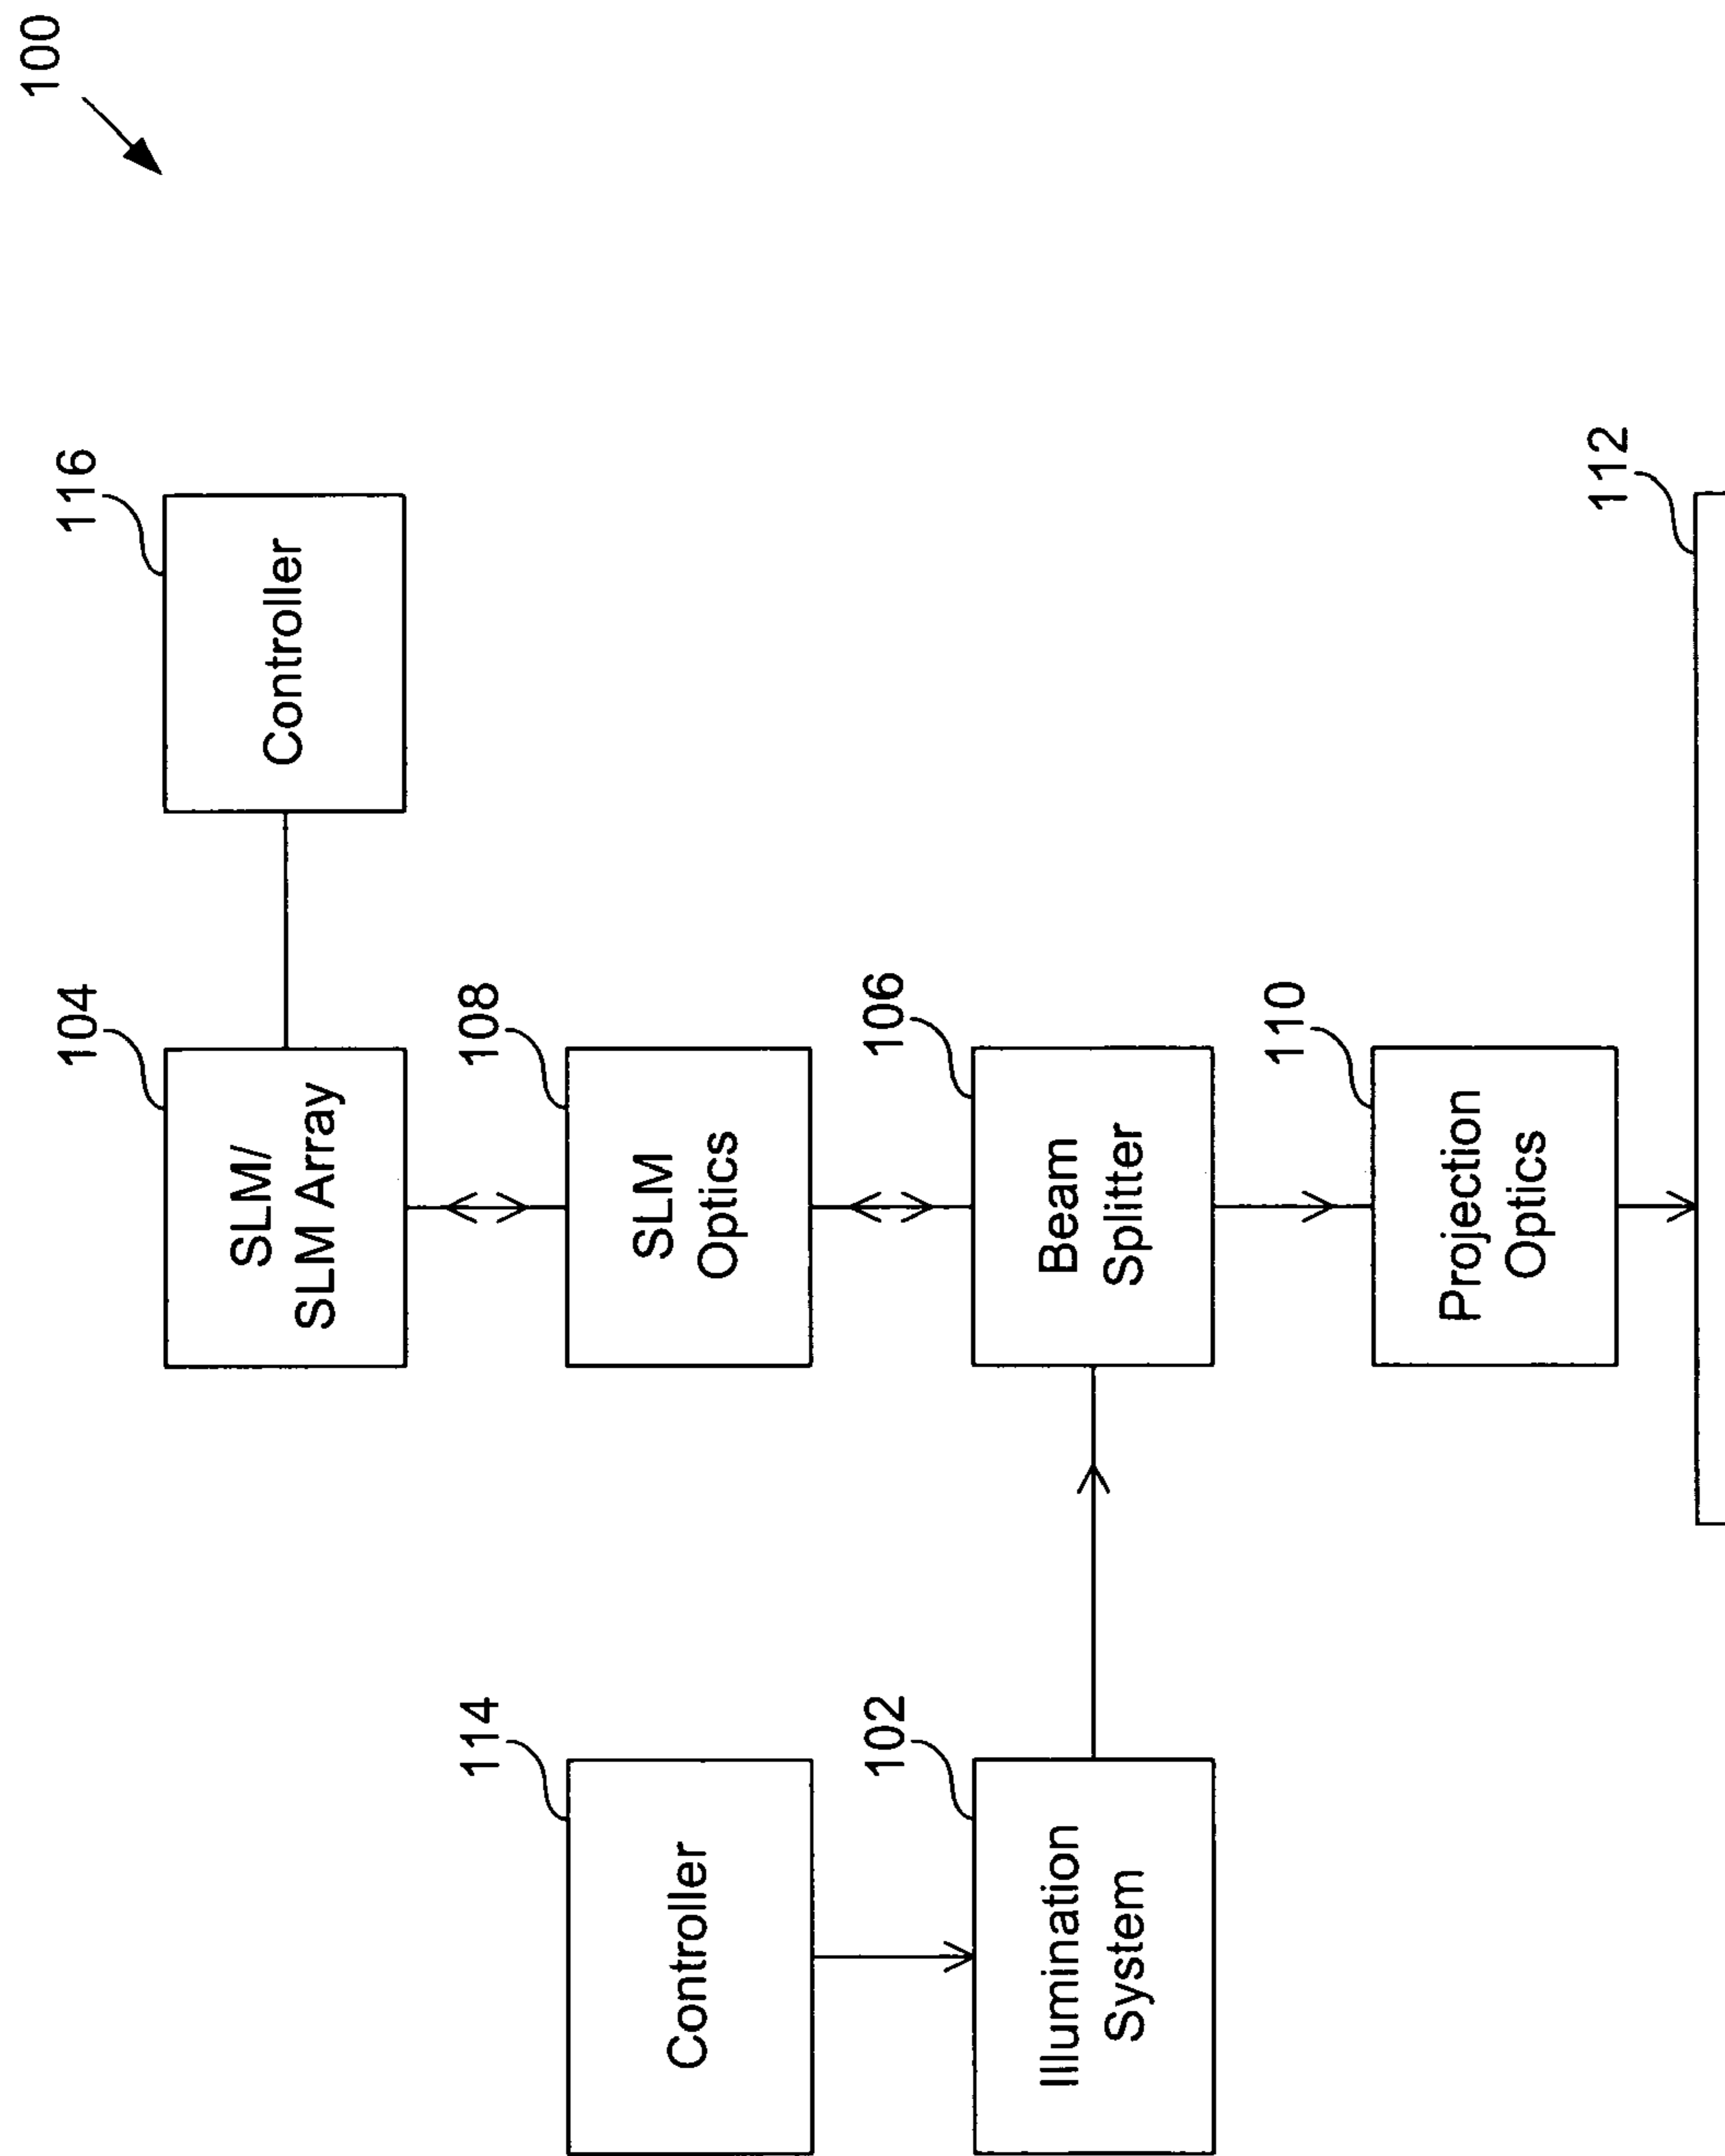 100
116
Controller
104
SLM/
SLM Array
108
SLM
Optics
106
Beam
Splitter
110
Projection
Optics
112
114
Controller
102
Illumination
System